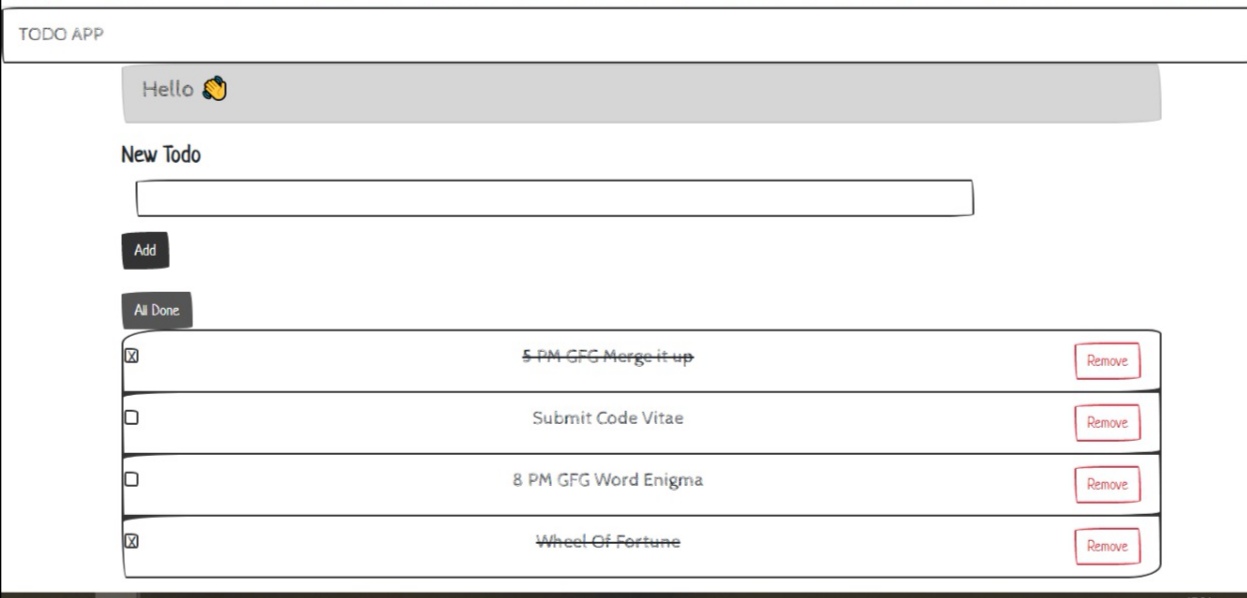 TODO APP
Hello 👋
New Todo
Add
All Done
5 PM GFG Merge it up Remove
Submit Code Vitae Remove
8 PM GFG Word Enigma Remove
Wheel Of Fortune Remove